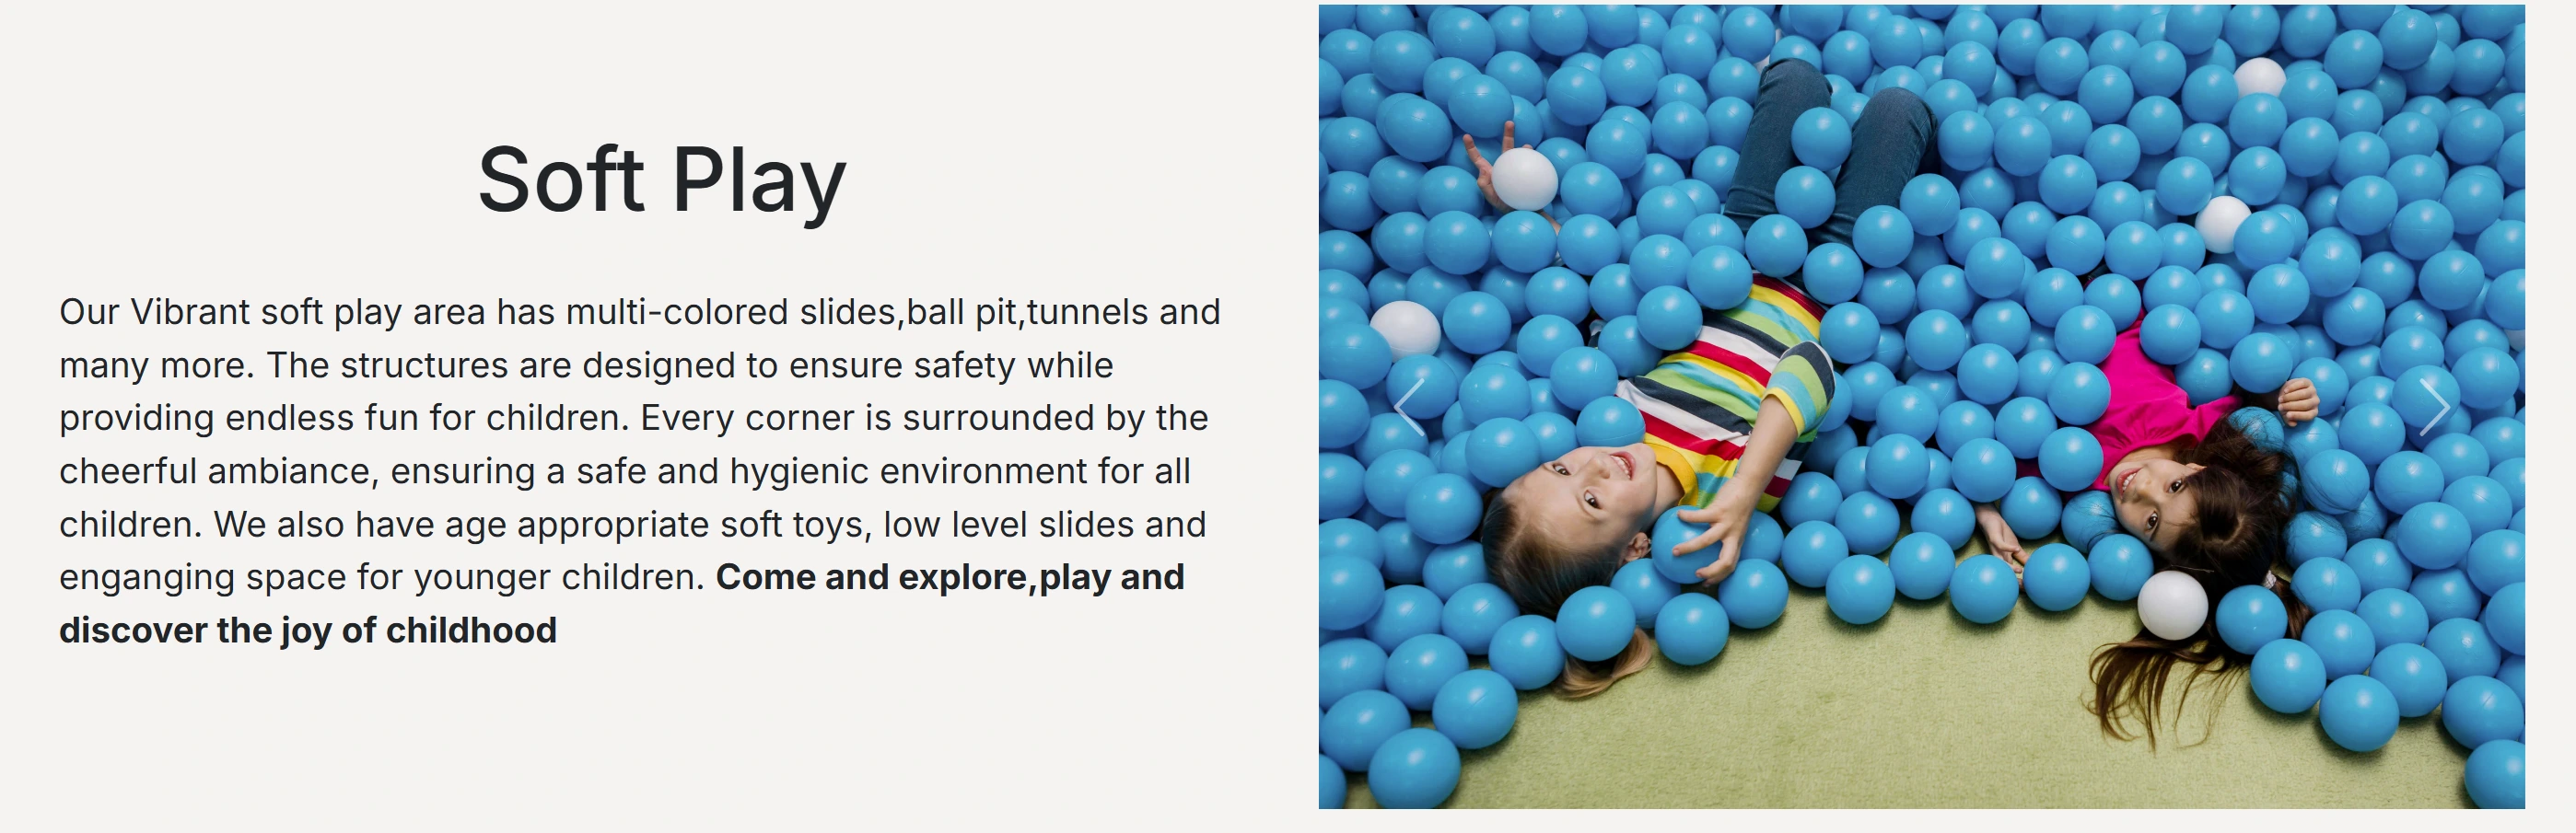 Soft Play
Our Vibrant soft play area has multi-colored slides,ball pit,tunnels and
many more. The structures are designed to ensure safety while
providing endless fun for children. Every corner is surrounded by the
cheerful ambiance, ensuring a safe and hygienic environment for all
children. We also have age appropriate soft toys, low level slides and
enganging space for younger children. Come and explore,play and
discover the joy of childhood